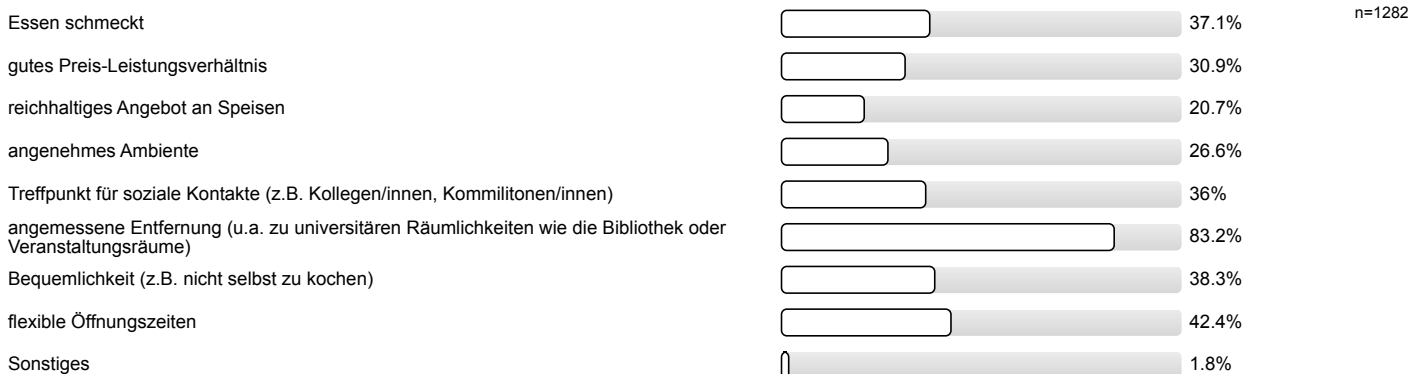 Essen schmeckt 37.1% n=1282
gutes Preis-Leistungsverhältnis 30.9%
reichhaltiges Angebot an Speisen 20.7%
angenehmes Ambiente 26.6%
Treffpunkt für soziale Kontakte (z.B. Kollegen/innen, Kommilitonen/innen) 36%
angemessene Entfernung (u.a. zu universitären Räumlichkeiten wie die Bibliothek oder
Veranstaltungsräume) 83.2%
Bequemlichkeit (z.B. nicht selbst zu kochen) 38.3%
flexible Öffnungszeiten 42.4%
Sonstiges 1.8%